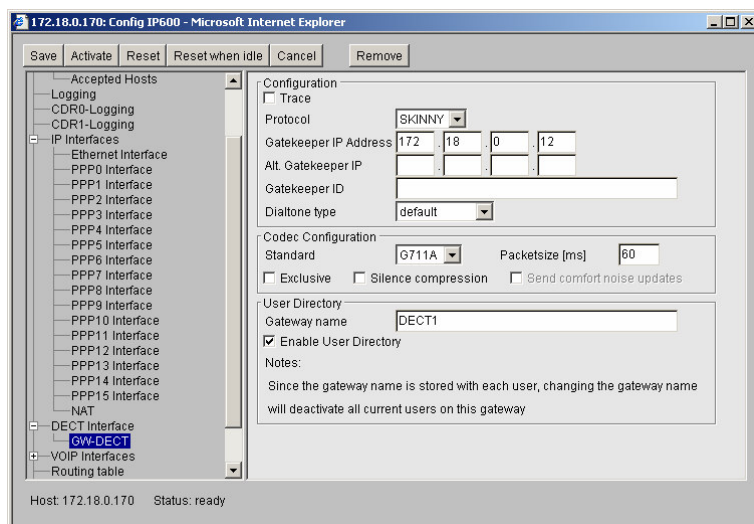 172.18.0.170: Config IP600 - Microsoft Internet Explorer
Save Activate Reset Reset when idle Cancel Remove
Accepted Hosts
Logging
CDR0-Logging
CDR1-Logging
IP Interfaces
Ethernet Interface
PPP0 Interface
PPP1 Interface
PPP2 Interface
PPP3 Interface
PPP4 Interface
PPP5 Interface
PPP6 Interface
PPP7 Interface
PPP8 Interface
PPP9 Interface
PPP10 Interface
PPP11 Interface
PPP12 Interface
PPP13 Interface
PPP14 Interface
PPP15 Interface
NAT
DECT Interface
GW-DECT
VOIP Interfaces
Routing table
Configuration
Trace
Protocol SKINNY
Gatekeeper IP Address 172 . 18 . 0 . 12
Alt. Gatekeeper IP . . .
Gatekeeper ID
Dialtone type default
Codec Configuration
Standard G711A Packetsize [ms] 60
Exclusive Silence compression Send comfort noise updates
User Directory
Gateway name DECT1
Enable User Directory
Notes:
Since the gateway name is stored with each user, changing the gateway name
will deactivate all current users on this gateway
Host: 172.18.0.170 Status: ready